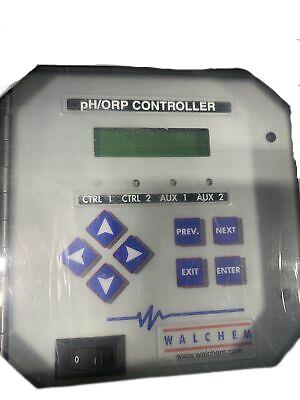 pH/ORP CONTROLLER
CTRL 1 CTRL 2 AUX 1 AUX 2
PREV. NEXT
EXIT ENTER
WALCHEM
www.walchem.com
O I